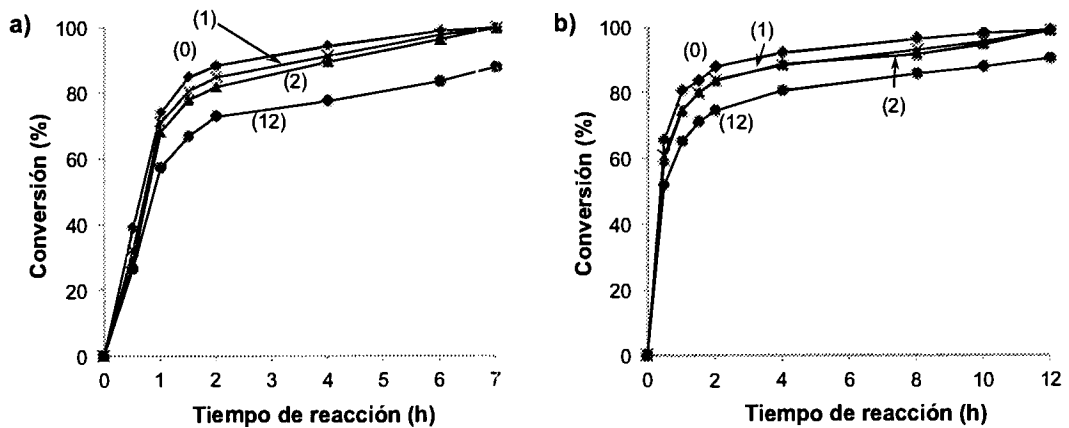 a)
100
80
60
40
20
0
Conversión (%)
(0)
(1)
(2)
(12)
0 1 2 3 4 5 6 7
Tiempo de reacción (h)
b)
100
80
60
40
20
0
Conversión (%)
(0)
(1)
(2)
(12)
0 2 4 6 8 10 12
Tiempo de reacción (h)